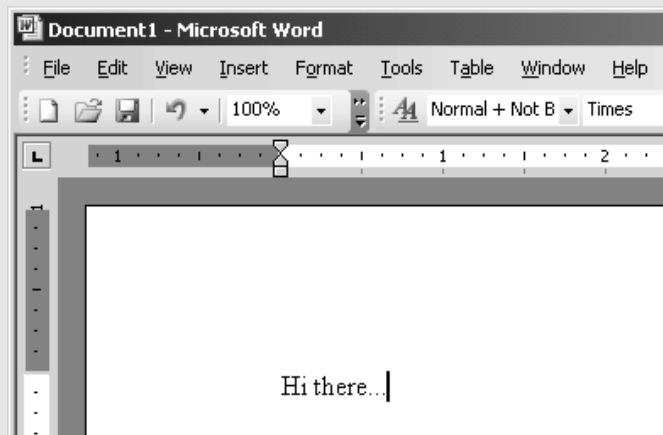 Document1 - Microsoft Word
File Edit View Insert Format Tools Table Window Help
100% Normal + Not B Times
1 1 2
1
Hi there...